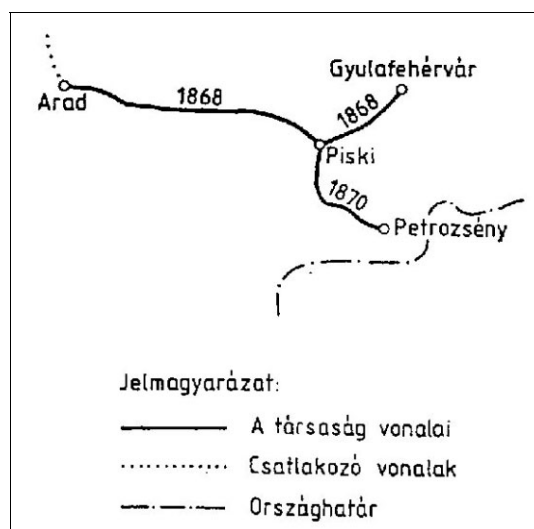 Gyulafehérvár
Arad
1868
1868
Piski
1870
Petrozsény
Jelmagyarázat:
A társaság vonalai
Csatlakozó vonalak
Országhatár